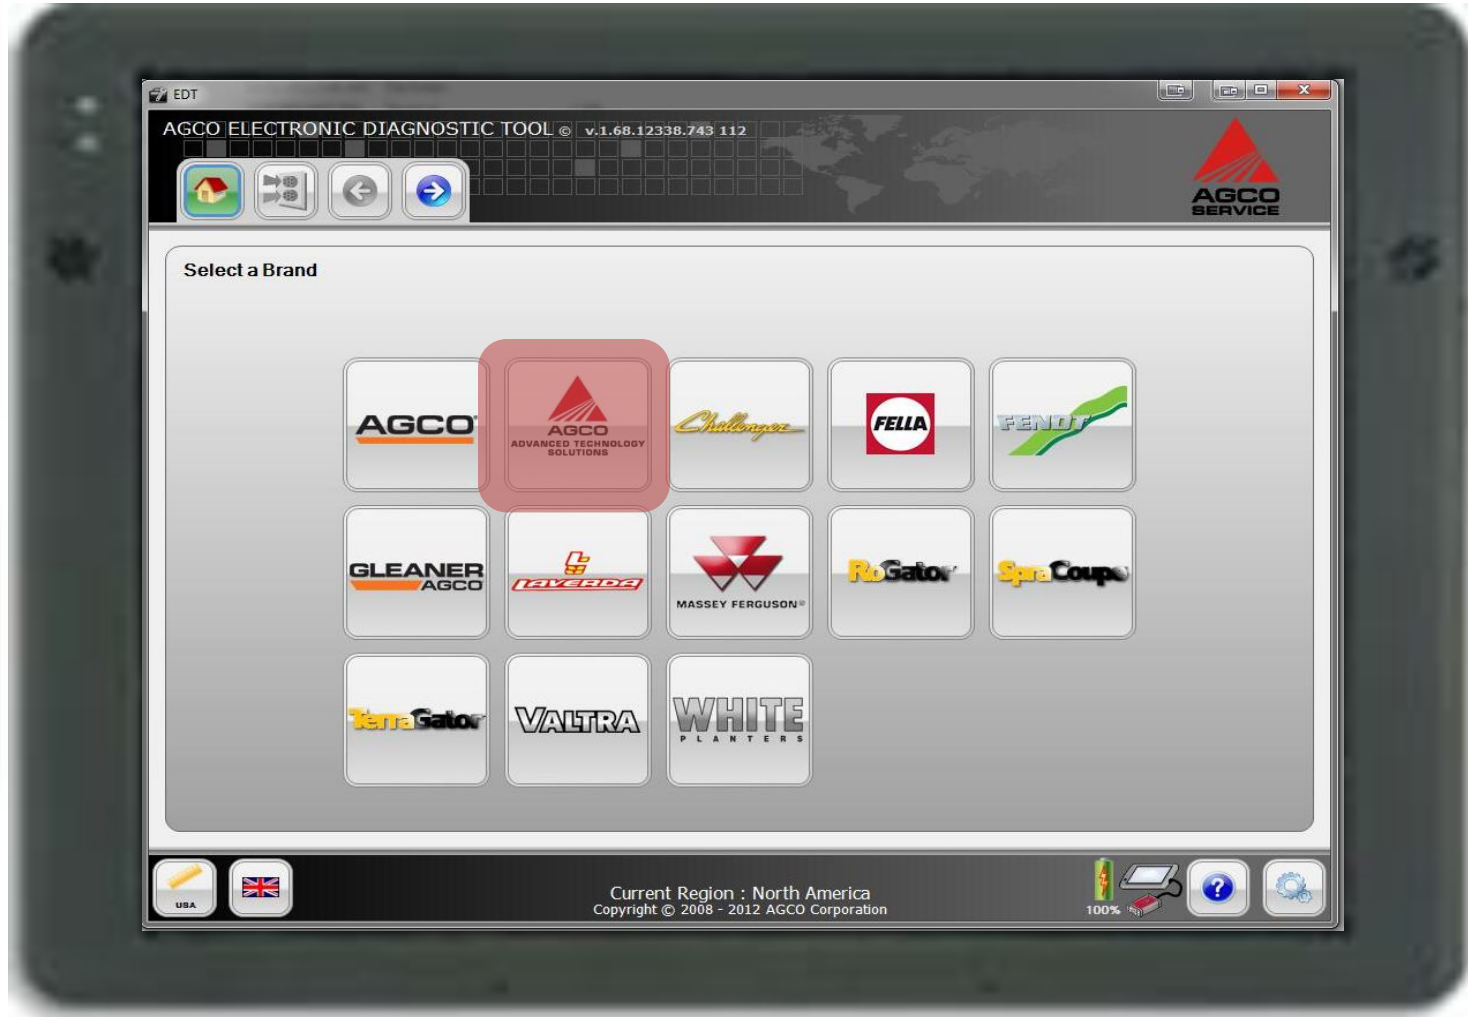 EDT
AGCO ELECTRONIC DIAGNOSTIC TOOL © v.1.68.12338.743 112
AGCO
SERVICE
Select a Brand
AGCO
AGCO
ADVANCED TECHNOLOGY
SOLUTIONS
Challenger
FELLA
FENDT
GLEANER
AGCO
LAVERDA
MASSEY FERGUSON®
RoGator
SpraCoupe
TerraGator
VALTRA
WHITE
PLANTERS
USA
Current Region : North America
Copyright © 2008 - 2012 AGCO Corporation
100%
?